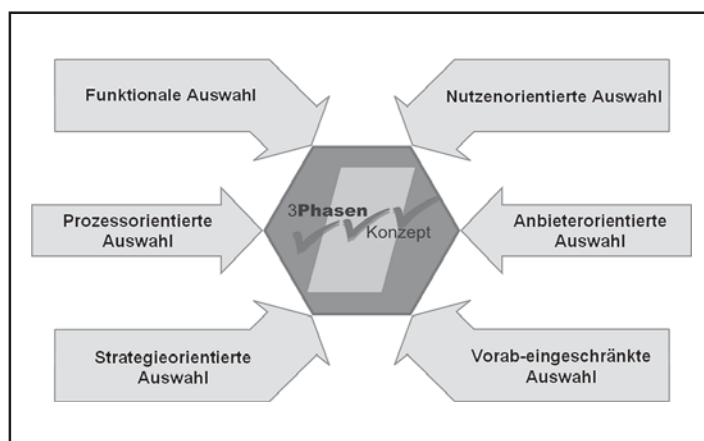 Funktionale Auswahl
Nutzenorientierte Auswahl
Prozessorientierte
Auswahl
3Phasen
Konzept
Anbieterorientierte
Auswahl
Strategieorientierte
Auswahl
Vorab-eingeschränkte
Auswahl